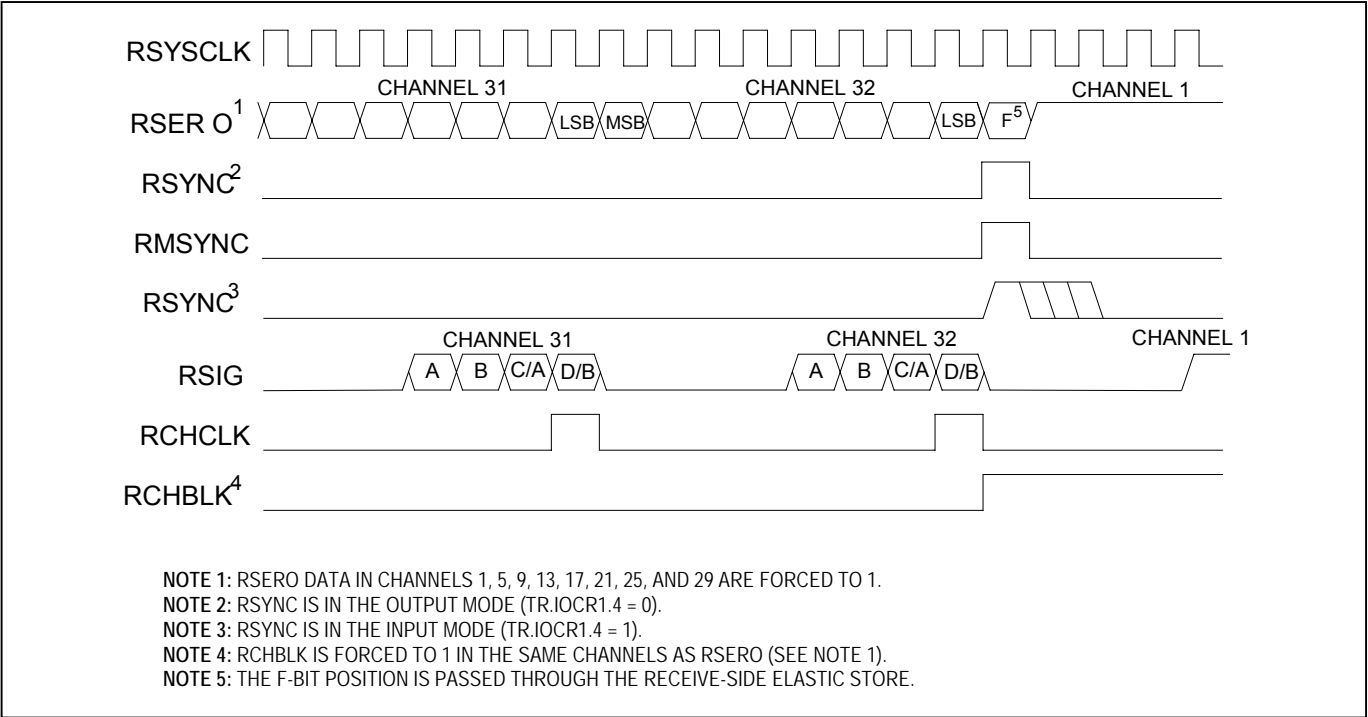 RSYSCLK
CHANNEL 31 CHANNEL 32 CHANNEL 1
RSER O1 LSB MSB LSB F5
RSYNC2
RMSYNC
RSYNC3
CHANNEL 31 CHANNEL 32 CHANNEL 1
RSIG A B C/A D/B A B C/A D/B
RCHCLK
RCHBLK4
NOTE 1: RSERO DATA IN CHANNELS 1, 5, 9, 13, 17, 21, 25, AND 29 ARE FORCED TO 1.
NOTE 2: RSYNC IS IN THE OUTPUT MODE (TR.IOCR1.4 = 0).
NOTE 3: RSYNC IS IN THE INPUT MODE (TR.IOCR1.4 = 1).
NOTE 4: RCHBLK IS FORCED TO 1 IN THE SAME CHANNELS AS RSERO (SEE NOTE 1).
NOTE 5: THE F-BIT POSITION IS PASSED THROUGH THE RECEIVE-SIDE ELASTIC STORE.